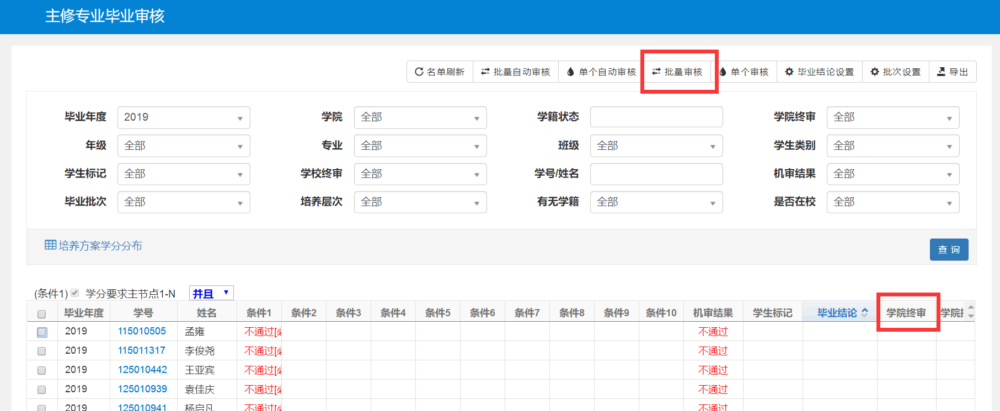 主修专业毕业审核
名单刷新 批量自动审核 单个自动审核 批量审核 单个审核 毕业结论设置 批次设置 导出
毕业年度 2019 学院 全部 学籍状态 学院终审 全部
年级 全部 专业 全部 班级 全部 学生类别 全部
学生标记 全部 学校终审 全部 学号/姓名 机审结果 全部
毕业批次 全部 培养层次 全部 有无学籍 全部 是否在校 全部
培养方案学分分布 查 询
(条件1) 学分要求主节点1-N 并且
毕业年度 学号 姓名 条件1 条件2 条件3 条件4 条件5 条件6 条件7 条件8 条件9 条件10 机审结果 学生标记 毕业结论 学院终审 学院
2019 115010505 孟雍 不通过[ 不通过
2019 115011317 李俊尧 不通过[ 不通过
2019 125010442 王亚宾 不通过[ 不通过
2019 125010939 袁佳庆 不通过[ 不通过
2019 125010941 杨启凡 不通过[ 不通过